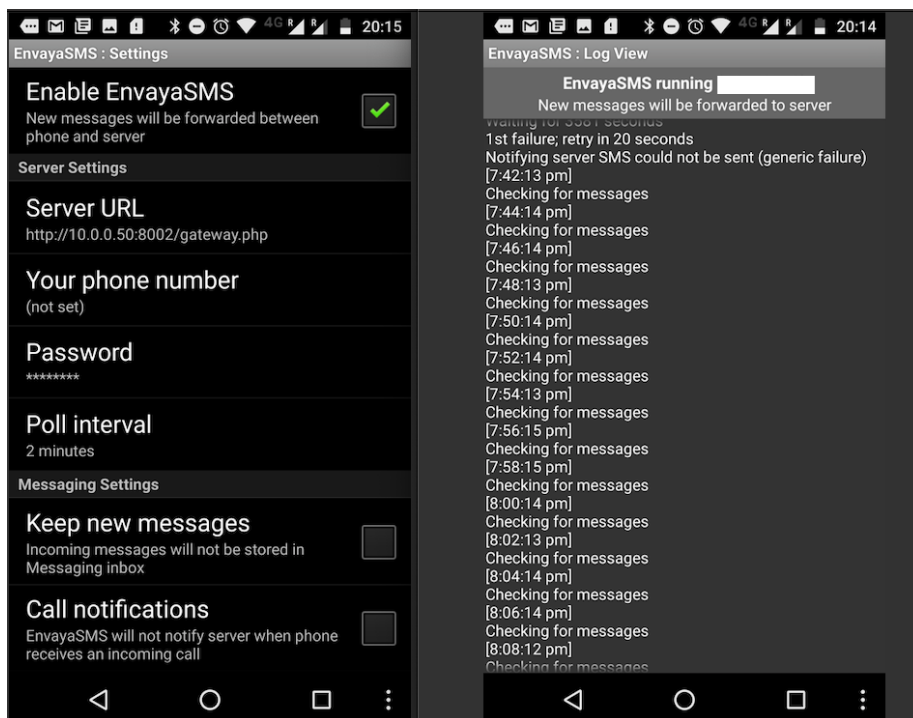 4G R R 20:15
EnvayaSMS : Settings
Enable EnvayaSMS
New messages will be forwarded between
phone and server
Server Settings
Server URL
http://10.0.0.50:8002/gateway.php
Your phone number
(not set)
Password
********
Poll interval
2 minutes
Messaging Settings
Keep new messages
Incoming messages will not be stored in
Messaging inbox
Call notifications
EnvayaSMS will not notify server when phone
receives an incoming call
4G R R 20:14
EnvayaSMS : Log View
EnvayaSMS running
New messages will be forwarded to server
Waiting for 3581 seconds
1st failure; retry in 20 seconds
Notifying server SMS could not be sent (generic failure)
[7:42:13 pm]
Checking for messages
[7:44:14 pm]
Checking for messages
[7:46:14 pm]
Checking for messages
[7:48:13 pm]
Checking for messages
[7:50:14 pm]
Checking for messages
[7:52:14 pm]
Checking for messages
[7:54:13 pm]
Checking for messages
[7:56:15 pm]
Checking for messages
[7:58:15 pm]
Checking for messages
[8:00:14 pm]
Checking for messages
[8:02:13 pm]
Checking for messages
[8:04:14 pm]
Checking for messages
[8:06:14 pm]
Checking for messages
[8:08:12 pm]
Checking for messages